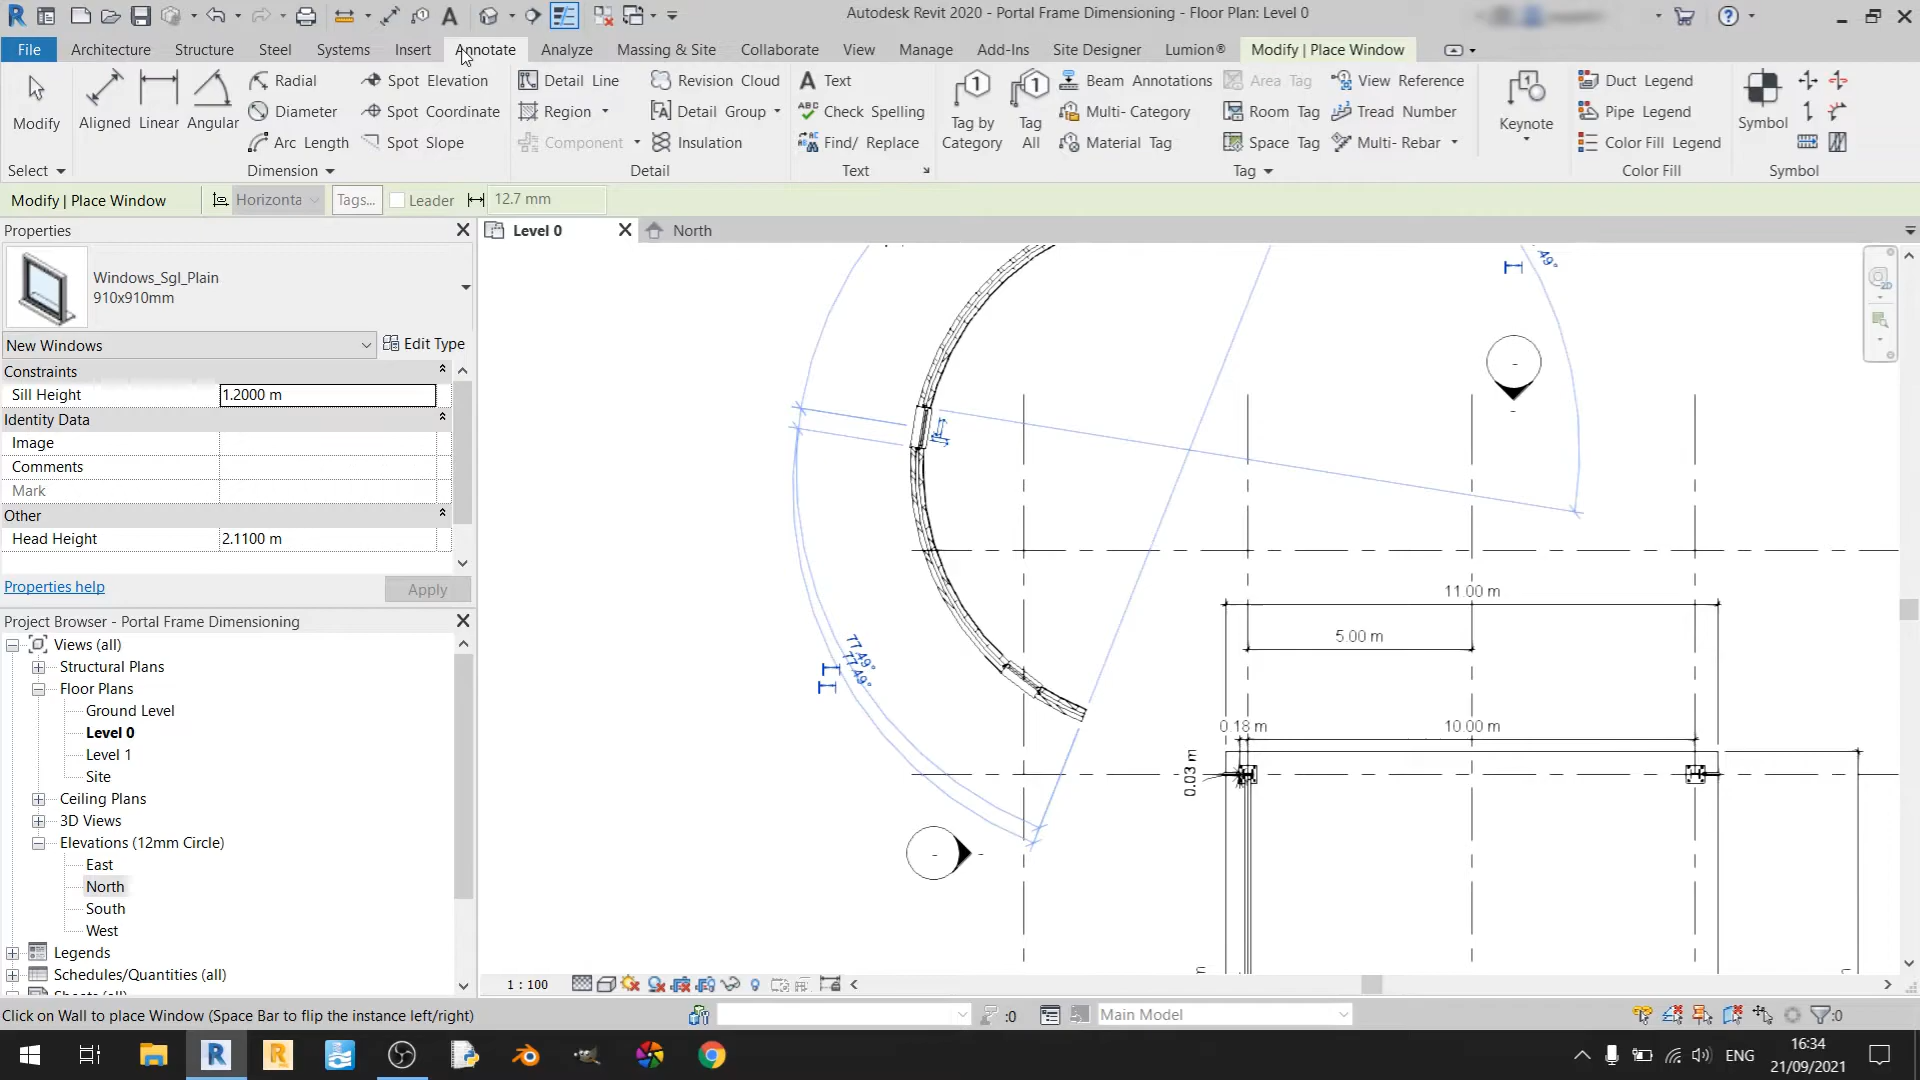 Autodesk Revit 2020 - Portal Frame Dimensioning - Floor Plan: Level 0
File Architecture Structure Steel Systems Insert Annotate Analyze Massing & Site Collaborate View Manage Add-Ins Site Designer Lumion® Modify | Place Window
Modify
Aligned Linear Angular
Radial
Diameter
Arc Length
Spot Elevation
Spot Coordinate
Spot Slope
Detail Line
Region
Component
Revision Cloud
Detail Group
Insulation
Text
Check Spelling
Find/ Replace
Tag by Category
Tag All
Beam Annotations
Multi- Category
Material Tag
Area Tag
Room Tag
Space Tag
View Reference
Tread Number
Multi- Rebar
Keynote
Duct Legend
Pipe Legend
Color Fill Legend
Symbol
Select Dimension Detail Text Tag Color Fill Symbol
Modify | Place Window Horizonta Tags... Leader 12.7 mm
Properties
Windows_Sgl_Plain
910x910mm
New Windows Edit Type
Constraints
Sill Height 1.2000 m
Identity Data
Image
Comments
Mark
Other
Head Height 2.1100 m
Properties help Apply
Project Browser - Portal Frame Dimensioning
Views (all)
Structural Plans
Floor Plans
Ground Level
Level 0
Level 1
Site
Ceiling Plans
3D Views
Elevations (12mm Circle)
East
North
South
West
Legends
Schedules/Quantities (all)
Level 0 North
77.49°
77.49°
11.00 m
5.00 m
0.18 m
10.00 m
0.03 m
1 : 100
Click on Wall to place Window (Space Bar to flip the instance left/right)
:0
Main Model
:0
ENG
16:34
21/09/2021